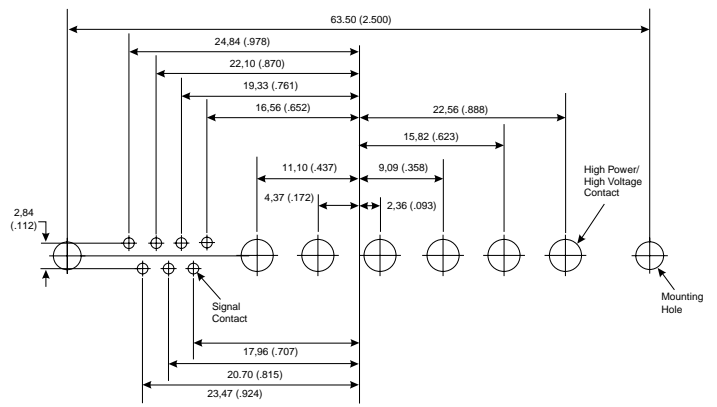 63.50 (2.500)
24,84 (.978)
22,10 (.870)
19,33 (.761)
16,56 (.652)
22,56 (.888)
15,82 (.623)
11,10 (.437)
9,09 (.358)
High Power/
High Voltage
Contact
4,37 (.172)
2,36 (.093)
2,84
(.112)
Signal
Contact
Mounting
Hole
17,96 (.707)
20.70 (.815)
23,47 (.924)